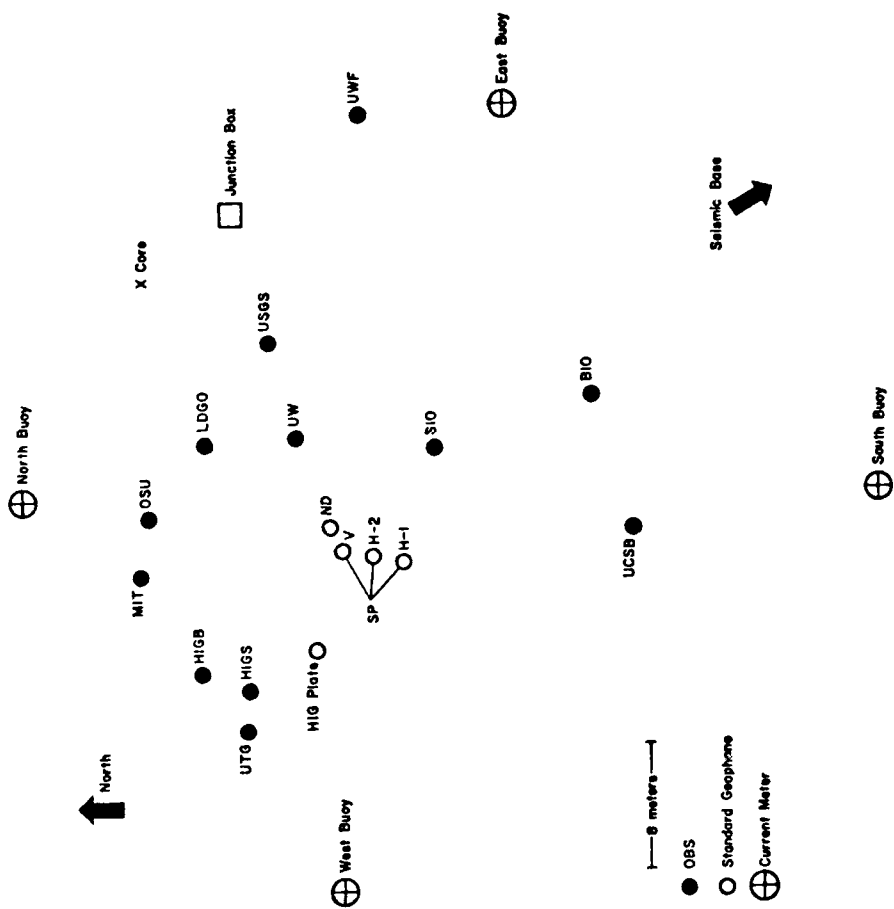 North Buoy
North
MIT
OSU
X Core
HIGB
LDGO
Junction Box
UTG
HIGS
USGS
UW
HIG Plate
ND
West Buoy
V
UWF
SP
H-2
H-1
SIO
East Buoy
BIO
UCSB
8 meters
OBS
Seismic Base
Standard Geophone
Current Meter
South Buoy